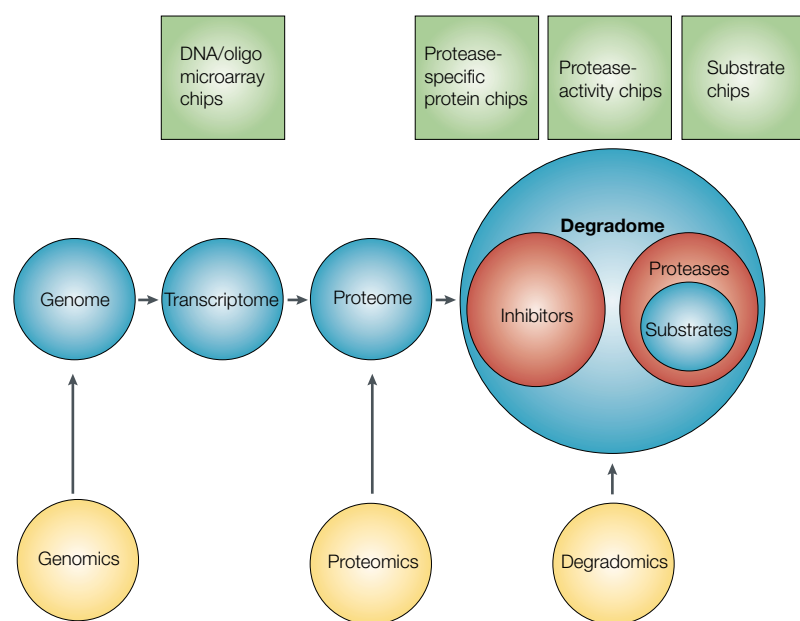 DNA/oligo
microarray
chips
Protease-
specific
protein chips
Protease-
activity chips
Substrate
chips
Degradome
Genome
Transcriptome
Proteome
Inhibitors
Proteases
Substrates
Genomics
Proteomics
Degradomics